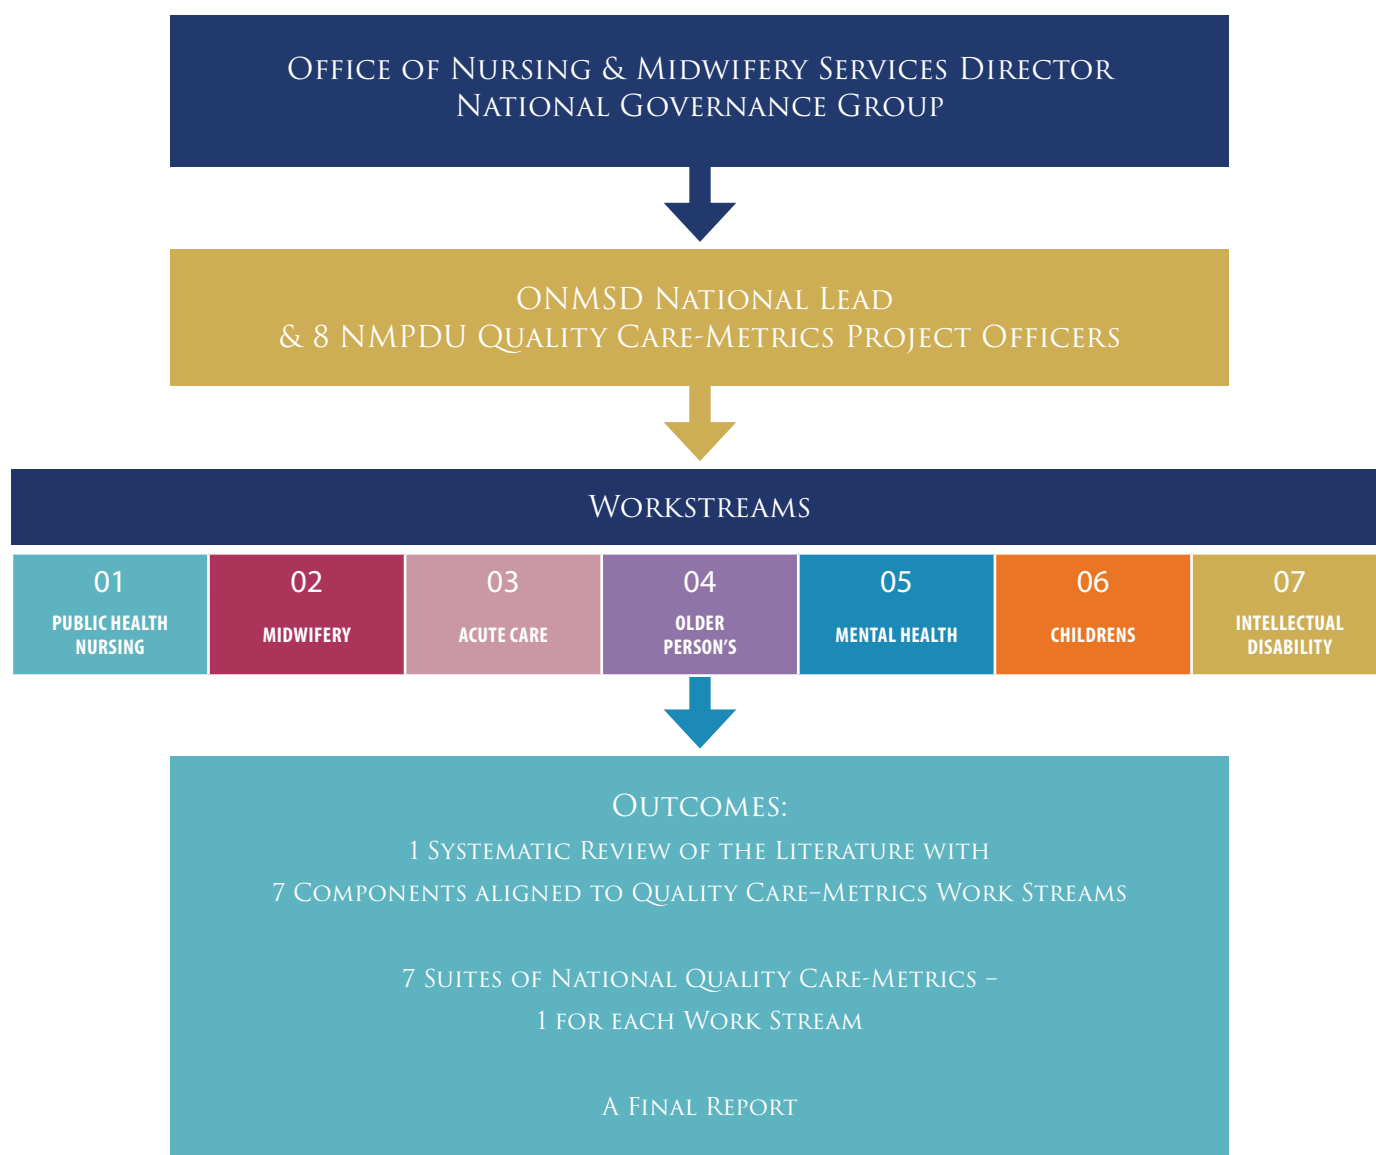 Office of Nursing & Midwifery Services Director
National Governance Group
ONMSD National Lead
& 8 NMPDU Quality Care-Metrics Project Officers
Workstreams
01
PUBLIC HEALTH
NURSING
02
MIDWIFERY
03
ACUTE CARE
04
OLDER
PERSON'S
05
MENTAL HEALTH
06
CHILDRENS
07
INTELLECTUAL
DISABILITY
Outcomes:
1 Systematic Review of the Literature with
7 Components aligned to Quality Care–Metrics Work Streams
7 Suites of National Quality Care-Metrics –
1 for each Work Stream
A Final Report